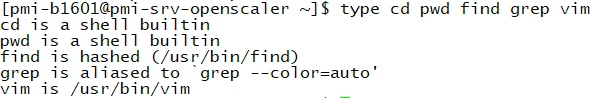 [pmi-b1601@pmi-srv-openscaler ~]$ type cd pwd find grep vim
cd is a shell builtin
pwd is a shell builtin
find is hashed (/usr/bin/find)
grep is aliased to `grep --color=auto'
vim is /usr/bin/vim